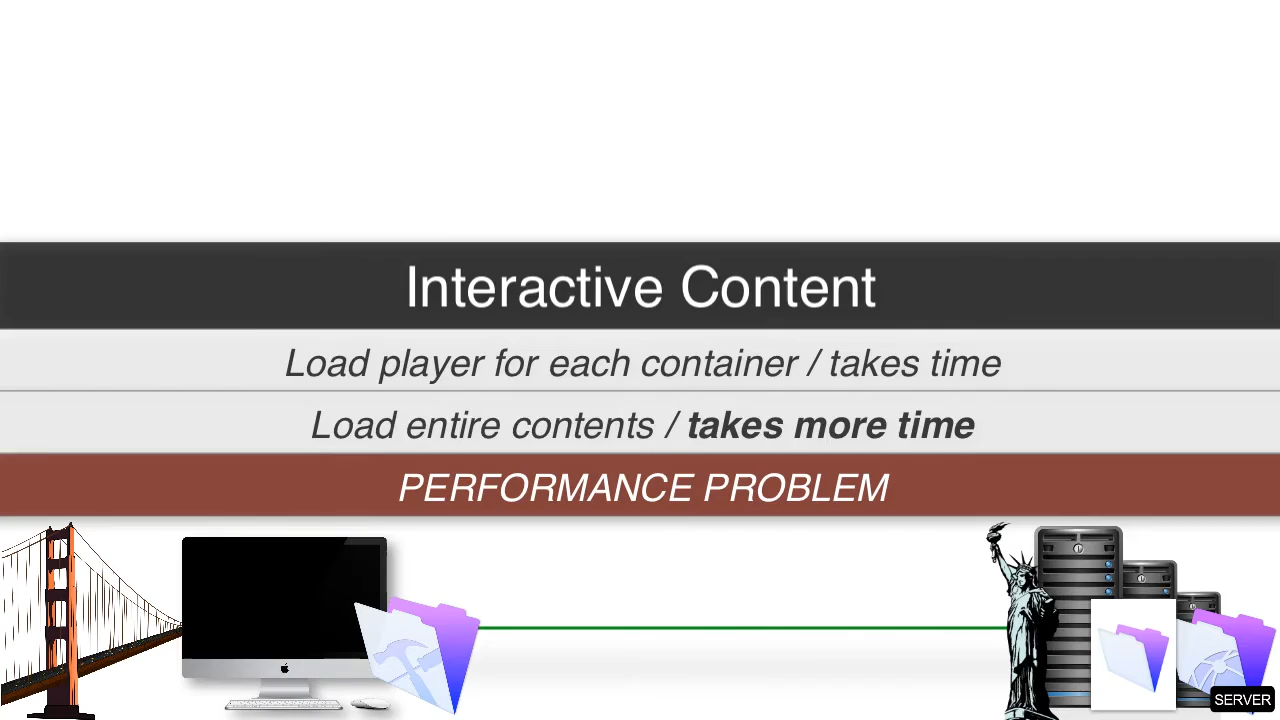 Interactive Content
Load player for each container / takes time
Load entire contents / takes more time
PERFORMANCE PROBLEM
SERVER